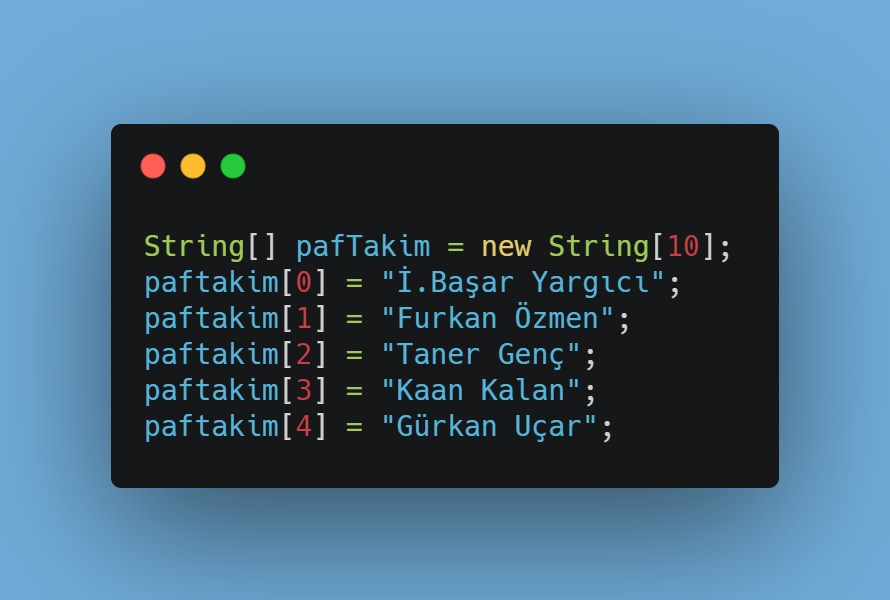 String[] pafTakim = new String[10];
paftakim[0] = "İ.Başar Yargıcı";
paftakim[1] = "Furkan Özmen";
paftakim[2] = "Taner Genç";
paftakim[3] = "Kaan Kalan";
paftakim[4] = "Gürkan Uçar";